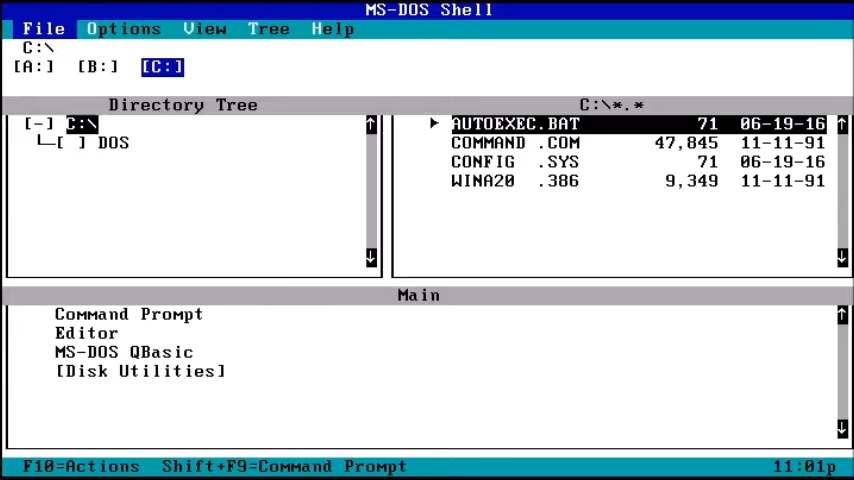 MS-DOS Shell
File Options View Tree Help
C:\
[A:] [B:] [C:]
Directory Tree
[-] C:\
└─[ ] DOS
C:\*.*
► AUTOEXEC.BAT 71 06-19-16
COMMAND .COM 47,845 11-11-91
CONFIG .SYS 71 06-19-16
WINA20 .386 9,349 11-11-91
Main
Command Prompt
Editor
MS-DOS QBasic
[Disk Utilities]
F10=Actions Shift+F9=Command Prompt 11:01p